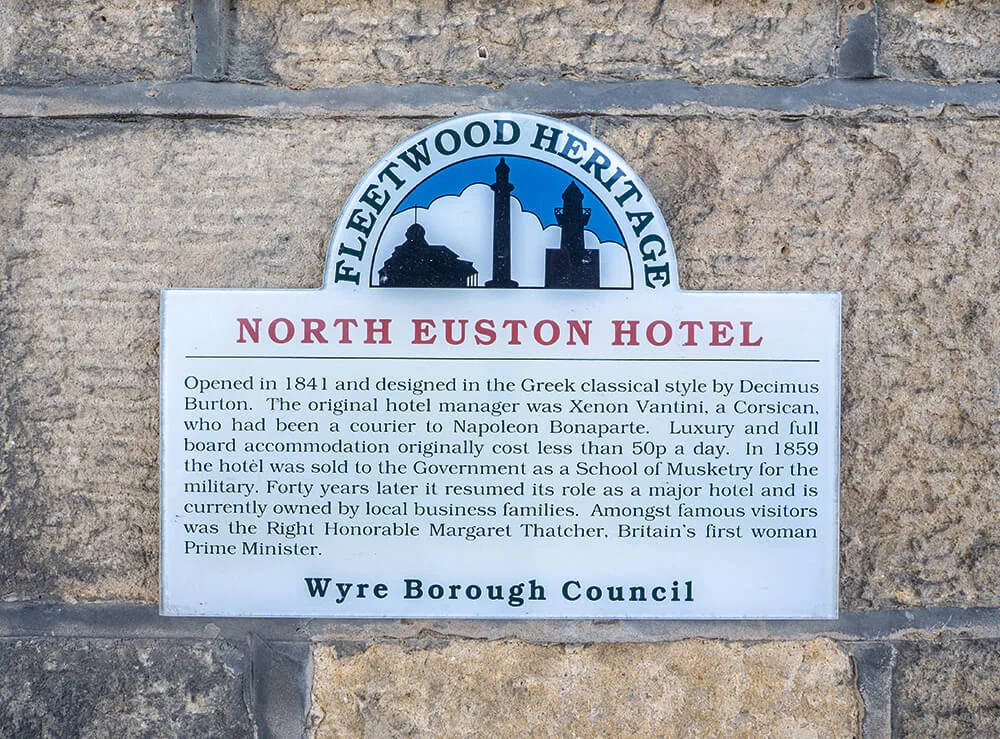 FLEETWOOD HERITAGE
NORTH EUSTON HOTEL
Opened in 1841 and designed in the Greek classical style by Decimus
Burton. The original hotel manager was Xenon Vantini, a Corsican,
who had been a courier to Napoleon Bonaparte. Luxury and full
board accommodation originally cost less than 50p a day. In 1859
the hotel was sold to the Government as a School of Musketry for the
military. Forty years later it resumed its role as a major hotel and is
currently owned by local business families. Amongst famous visitors
was the Right Honorable Margaret Thatcher, Britain's first woman
Prime Minister.
Wyre Borough Council